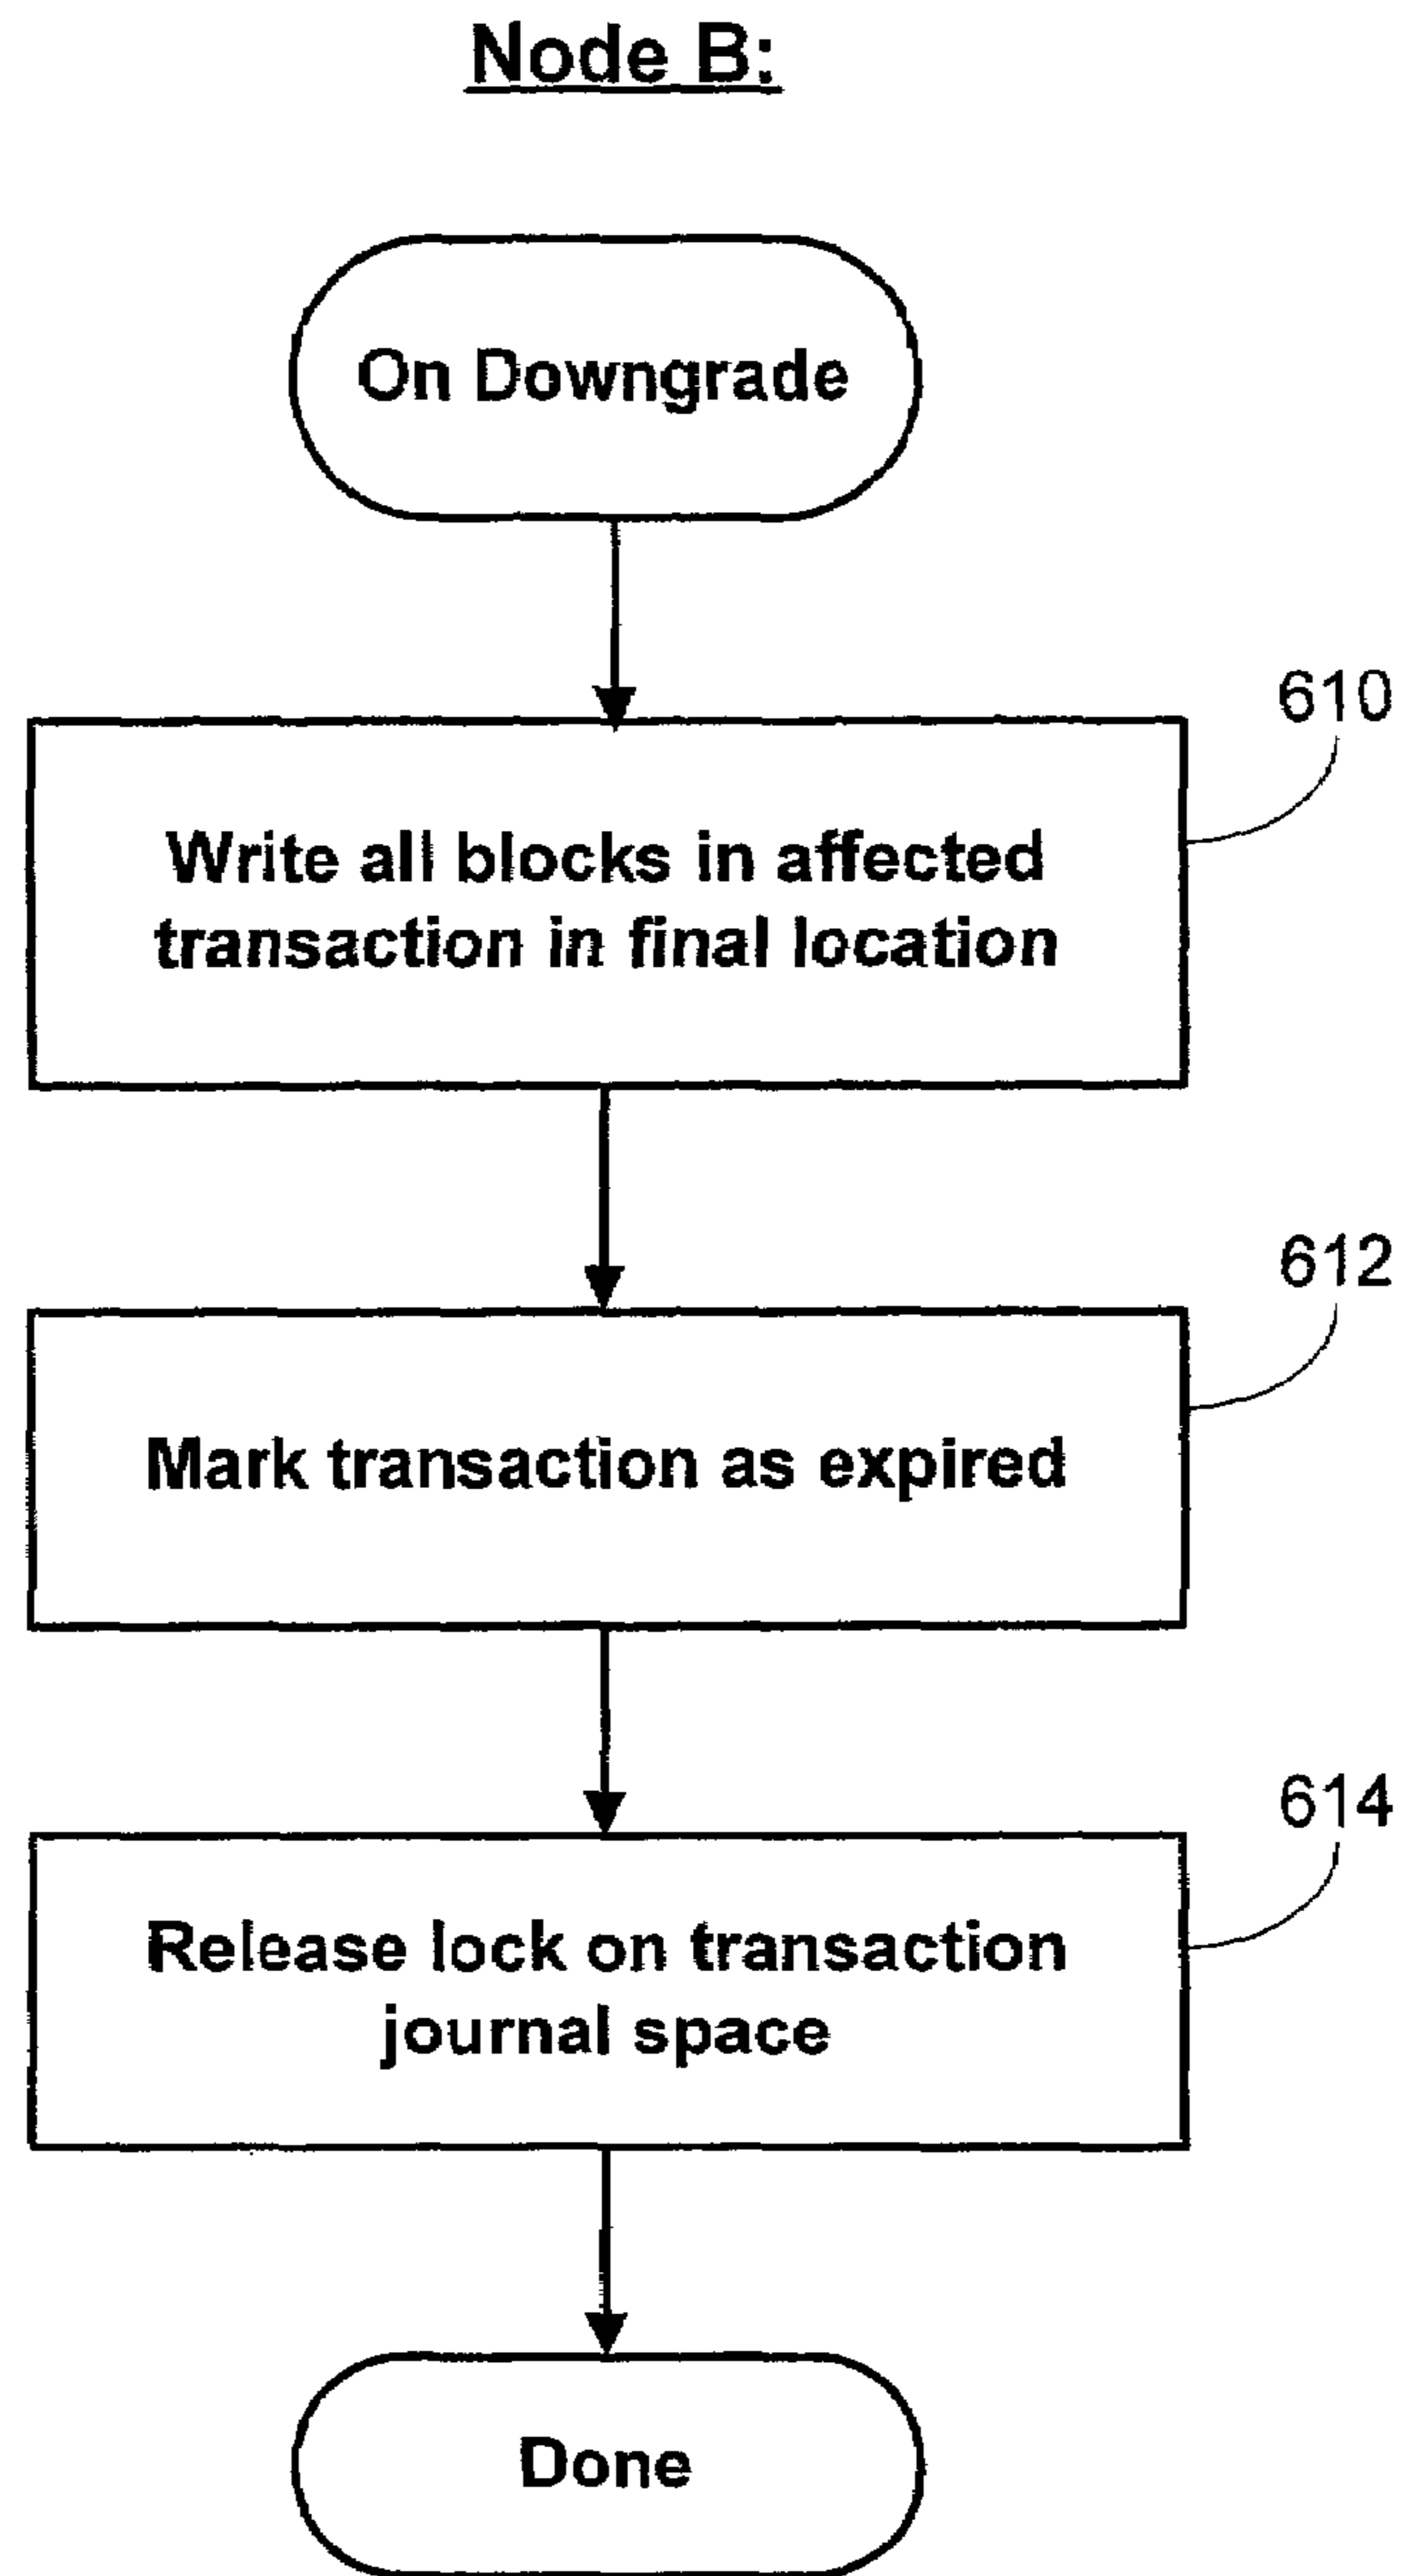 Node B:
On Downgrade
610
Write all blocks in affected
transaction in final location
612
Mark transaction as expired
614
Release lock on transaction
journal space
Done